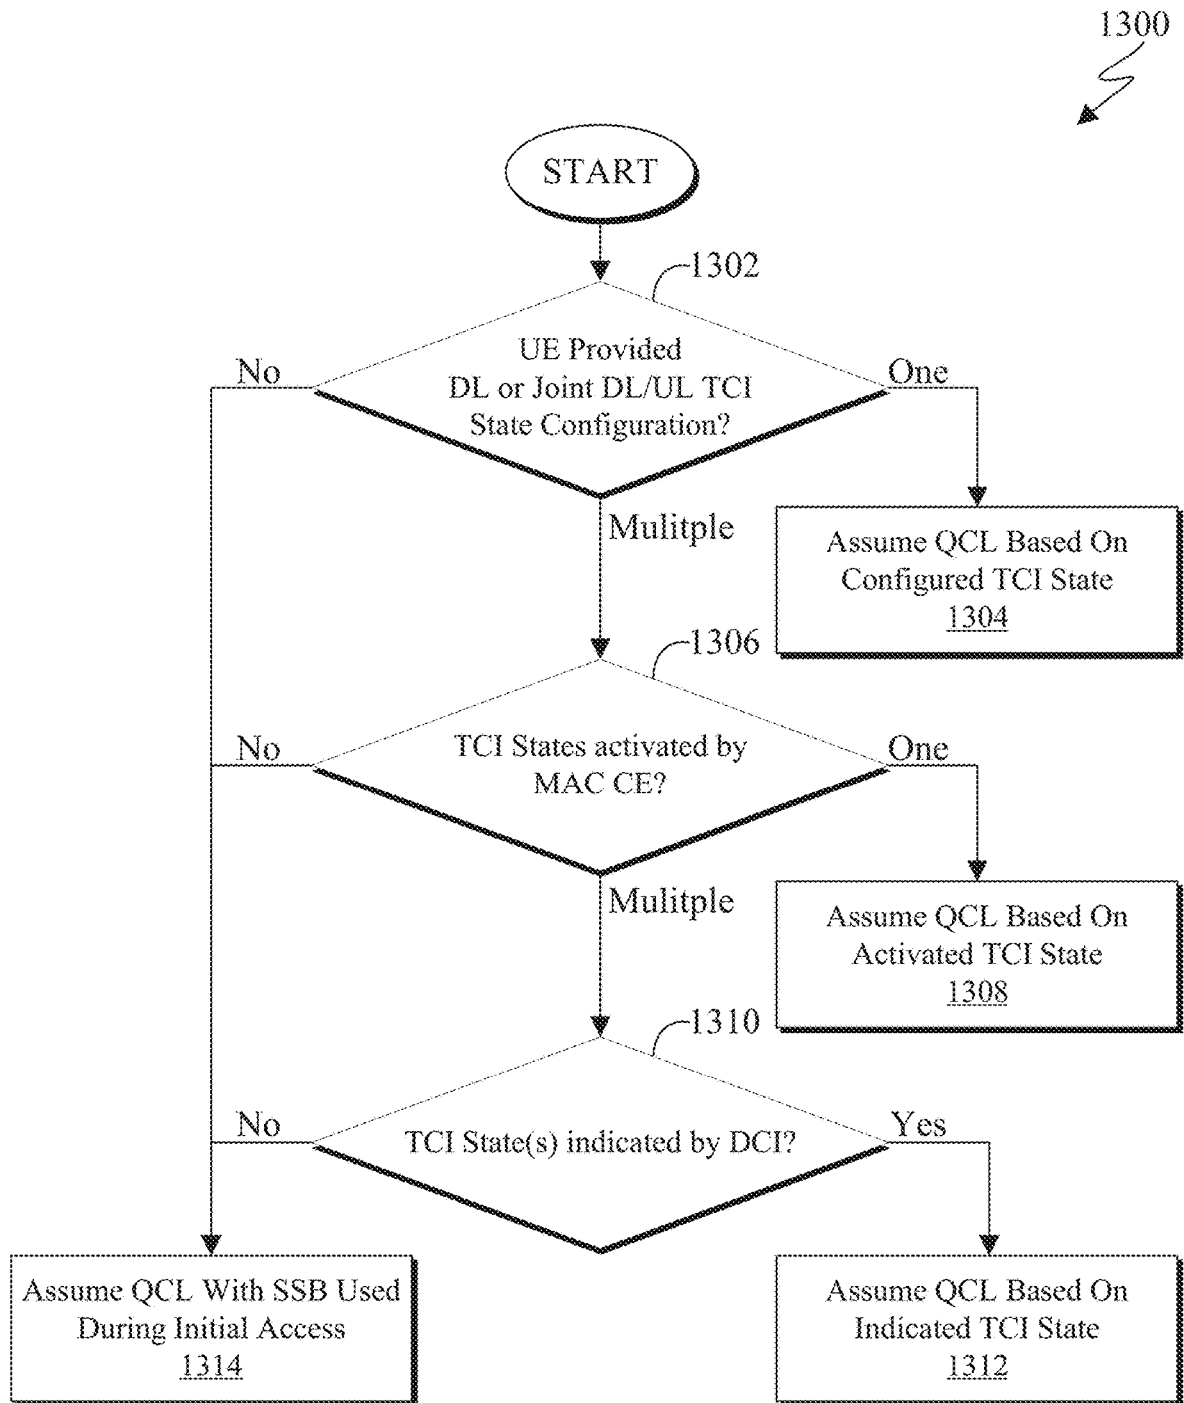 1300
START
1302
UE Provided
DL or Joint DL/UL TCI
State Configuration?
No
One
Mulitple
Assume QCL Based On
Configured TCI State
1304
1306
TCI States activated by
MAC CE?
No
One
Mulitple
Assume QCL Based On
Activated TCI State
1308
1310
TCI State(s) indicated by DCI?
No
Yes
Assume QCL With SSB Used
During Initial Access
1314
Assume QCL Based On
Indicated TCI State
1312